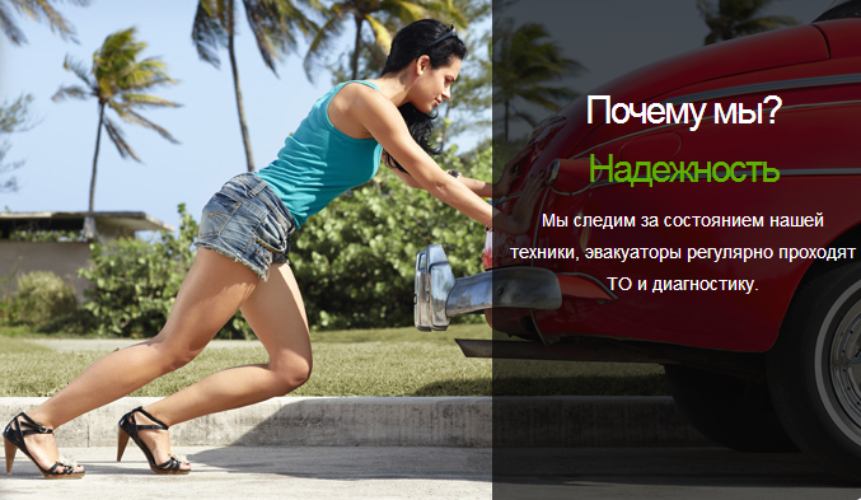 Почему мы?
Надежность
Мы следим за состоянием нашей
техники, эвакуаторы регулярно проходят
ТО и диагностику.